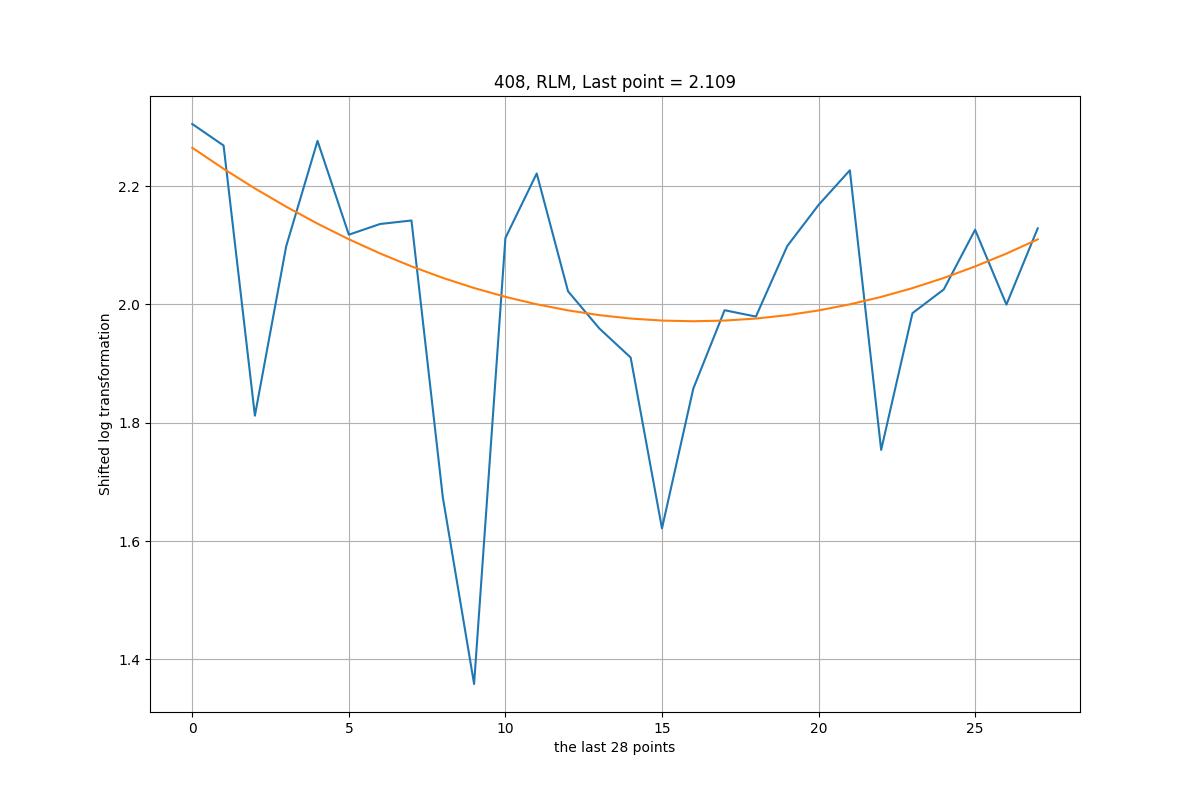 408, RLM, Last point = 2.109
Shifted log transformation
2.2
2.0
1.8
1.6
1.4
0 5 10 15 20 25
the last 28 points